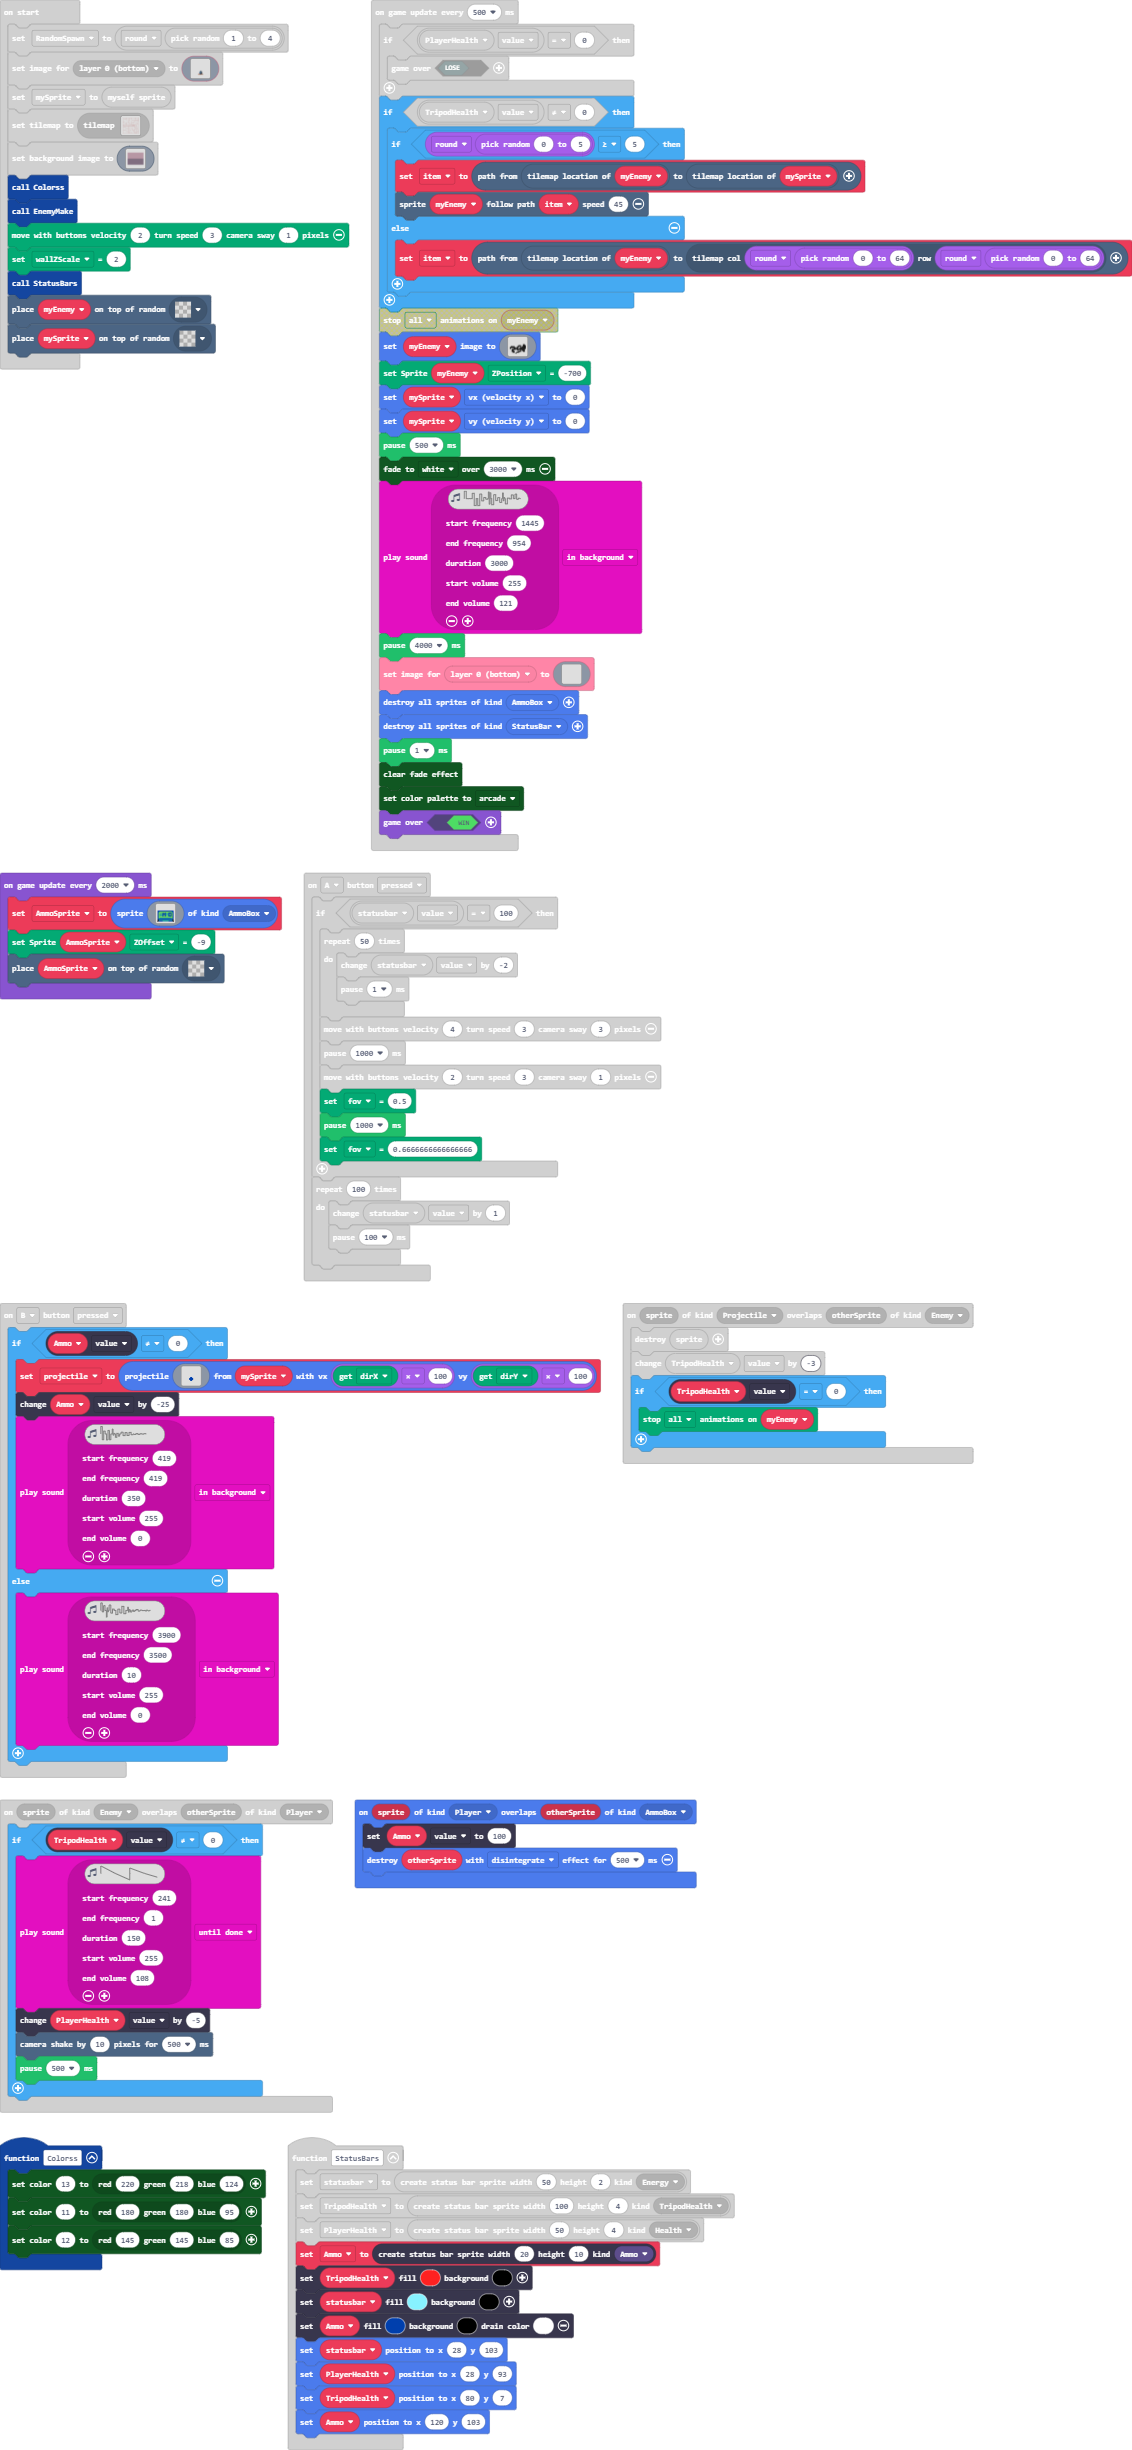 on start
set RandomSpawn to round pick random 1 to 4
set image for layer 0 (bottom) to
set mySprite to myself sprite
set tilemap to tilemap
set background image to
call Colorss
call EnemyMake
move with buttons velocity 2 turn speed 3 camera sway 1 pixels
set wallZScale = 2
call StatusBars
place myEnemy on top of random
place mySprite on top of random
on game update every 500 ms
if PlayerHealth value = 0 then
game over LOSE
if TripodHealth value ≠ 0 then
if round pick random 0 to 5 ≥ 5 then
set item to path from tilemap location of myEnemy to tilemap location of mySprite
sprite myEnemy follow path item speed 45
else
set item to path from tilemap location of myEnemy to tilemap col round pick random 0 to 64 row round pick random 0 to 64
stop all animations on myEnemy
set myEnemy image to
set Sprite myEnemy ZPosition = -700
set mySprite vx (velocity x) to 0
set mySprite vy (velocity y) to 0
pause 500 ms
fade to white over 3000 ms
start frequency 1445
end frequency 954
play sound in background
duration 3000
start volume 255
end volume 121
pause 4000 ms
set image for layer 0 (bottom) to
destroy all sprites of kind AmmoBox
destroy all sprites of kind StatusBar
pause 1 ms
clear fade effect
set color palette to arcade
game over WIN
on game update every 2000 ms
set AmmoSprite to sprite of kind AmmoBox
set Sprite AmmoSprite ZOffset = -9
place AmmoSprite on top of random
on A button pressed
if statusbar value = 100 then
repeat 50 times
do
change statusbar value by -2
pause 1 ms
move with buttons velocity 4 turn speed 3 camera sway 3 pixels
pause 1000 ms
move with buttons velocity 2 turn speed 3 camera sway 1 pixels
set fov = 0.5
pause 1000 ms
set fov = 0.6666666666666666
repeat 100 times
do
change statusbar value by 1
pause 100 ms
on B button pressed
if Ammo value ≠ 0 then
set projectile to projectile from mySprite with vx get dirX × 100 vy get dirY × 100
change Ammo value by -25
start frequency 419
end frequency 419
play sound in background
duration 350
start volume 255
end volume 0
else
start frequency 3900
end frequency 3500
play sound in background
duration 10
start volume 255
end volume 0
on sprite of kind Projectile overlaps otherSprite of kind Enemy
destroy sprite
change TripodHealth value by -3
if TripodHealth value = 0 then
stop all animations on myEnemy
on sprite of kind Enemy overlaps otherSprite of kind Player
if TripodHealth value ≠ 0 then
start frequency 241
end frequency 1
play sound until done
duration 150
start volume 255
end volume 108
change PlayerHealth value by -5
camera shake by 10 pixels for 500 ms
pause 500 ms
on sprite of kind Player overlaps otherSprite of kind AmmoBox
set Ammo value to 100
destroy otherSprite with disintegrate effect for 500 ms
function Colorss
set color 13 to red 220 green 218 blue 124
set color 11 to red 180 green 180 blue 95
set color 12 to red 145 green 145 blue 85
function StatusBars
set statusbar to create status bar sprite width 50 height 2 kind Energy
set TripodHealth to create status bar sprite width 100 height 4 kind TripodHealth
set PlayerHealth to create status bar sprite width 50 height 4 kind Health
set Ammo to create status bar sprite width 20 height 10 kind Ammo
set TripodHealth fill background
set statusbar fill background
set Ammo fill background drain color
set statusbar position to x 28 y 103
set PlayerHealth position to x 28 y 93
set TripodHealth position to x 80 y 7
set Ammo position to x 120 y 103